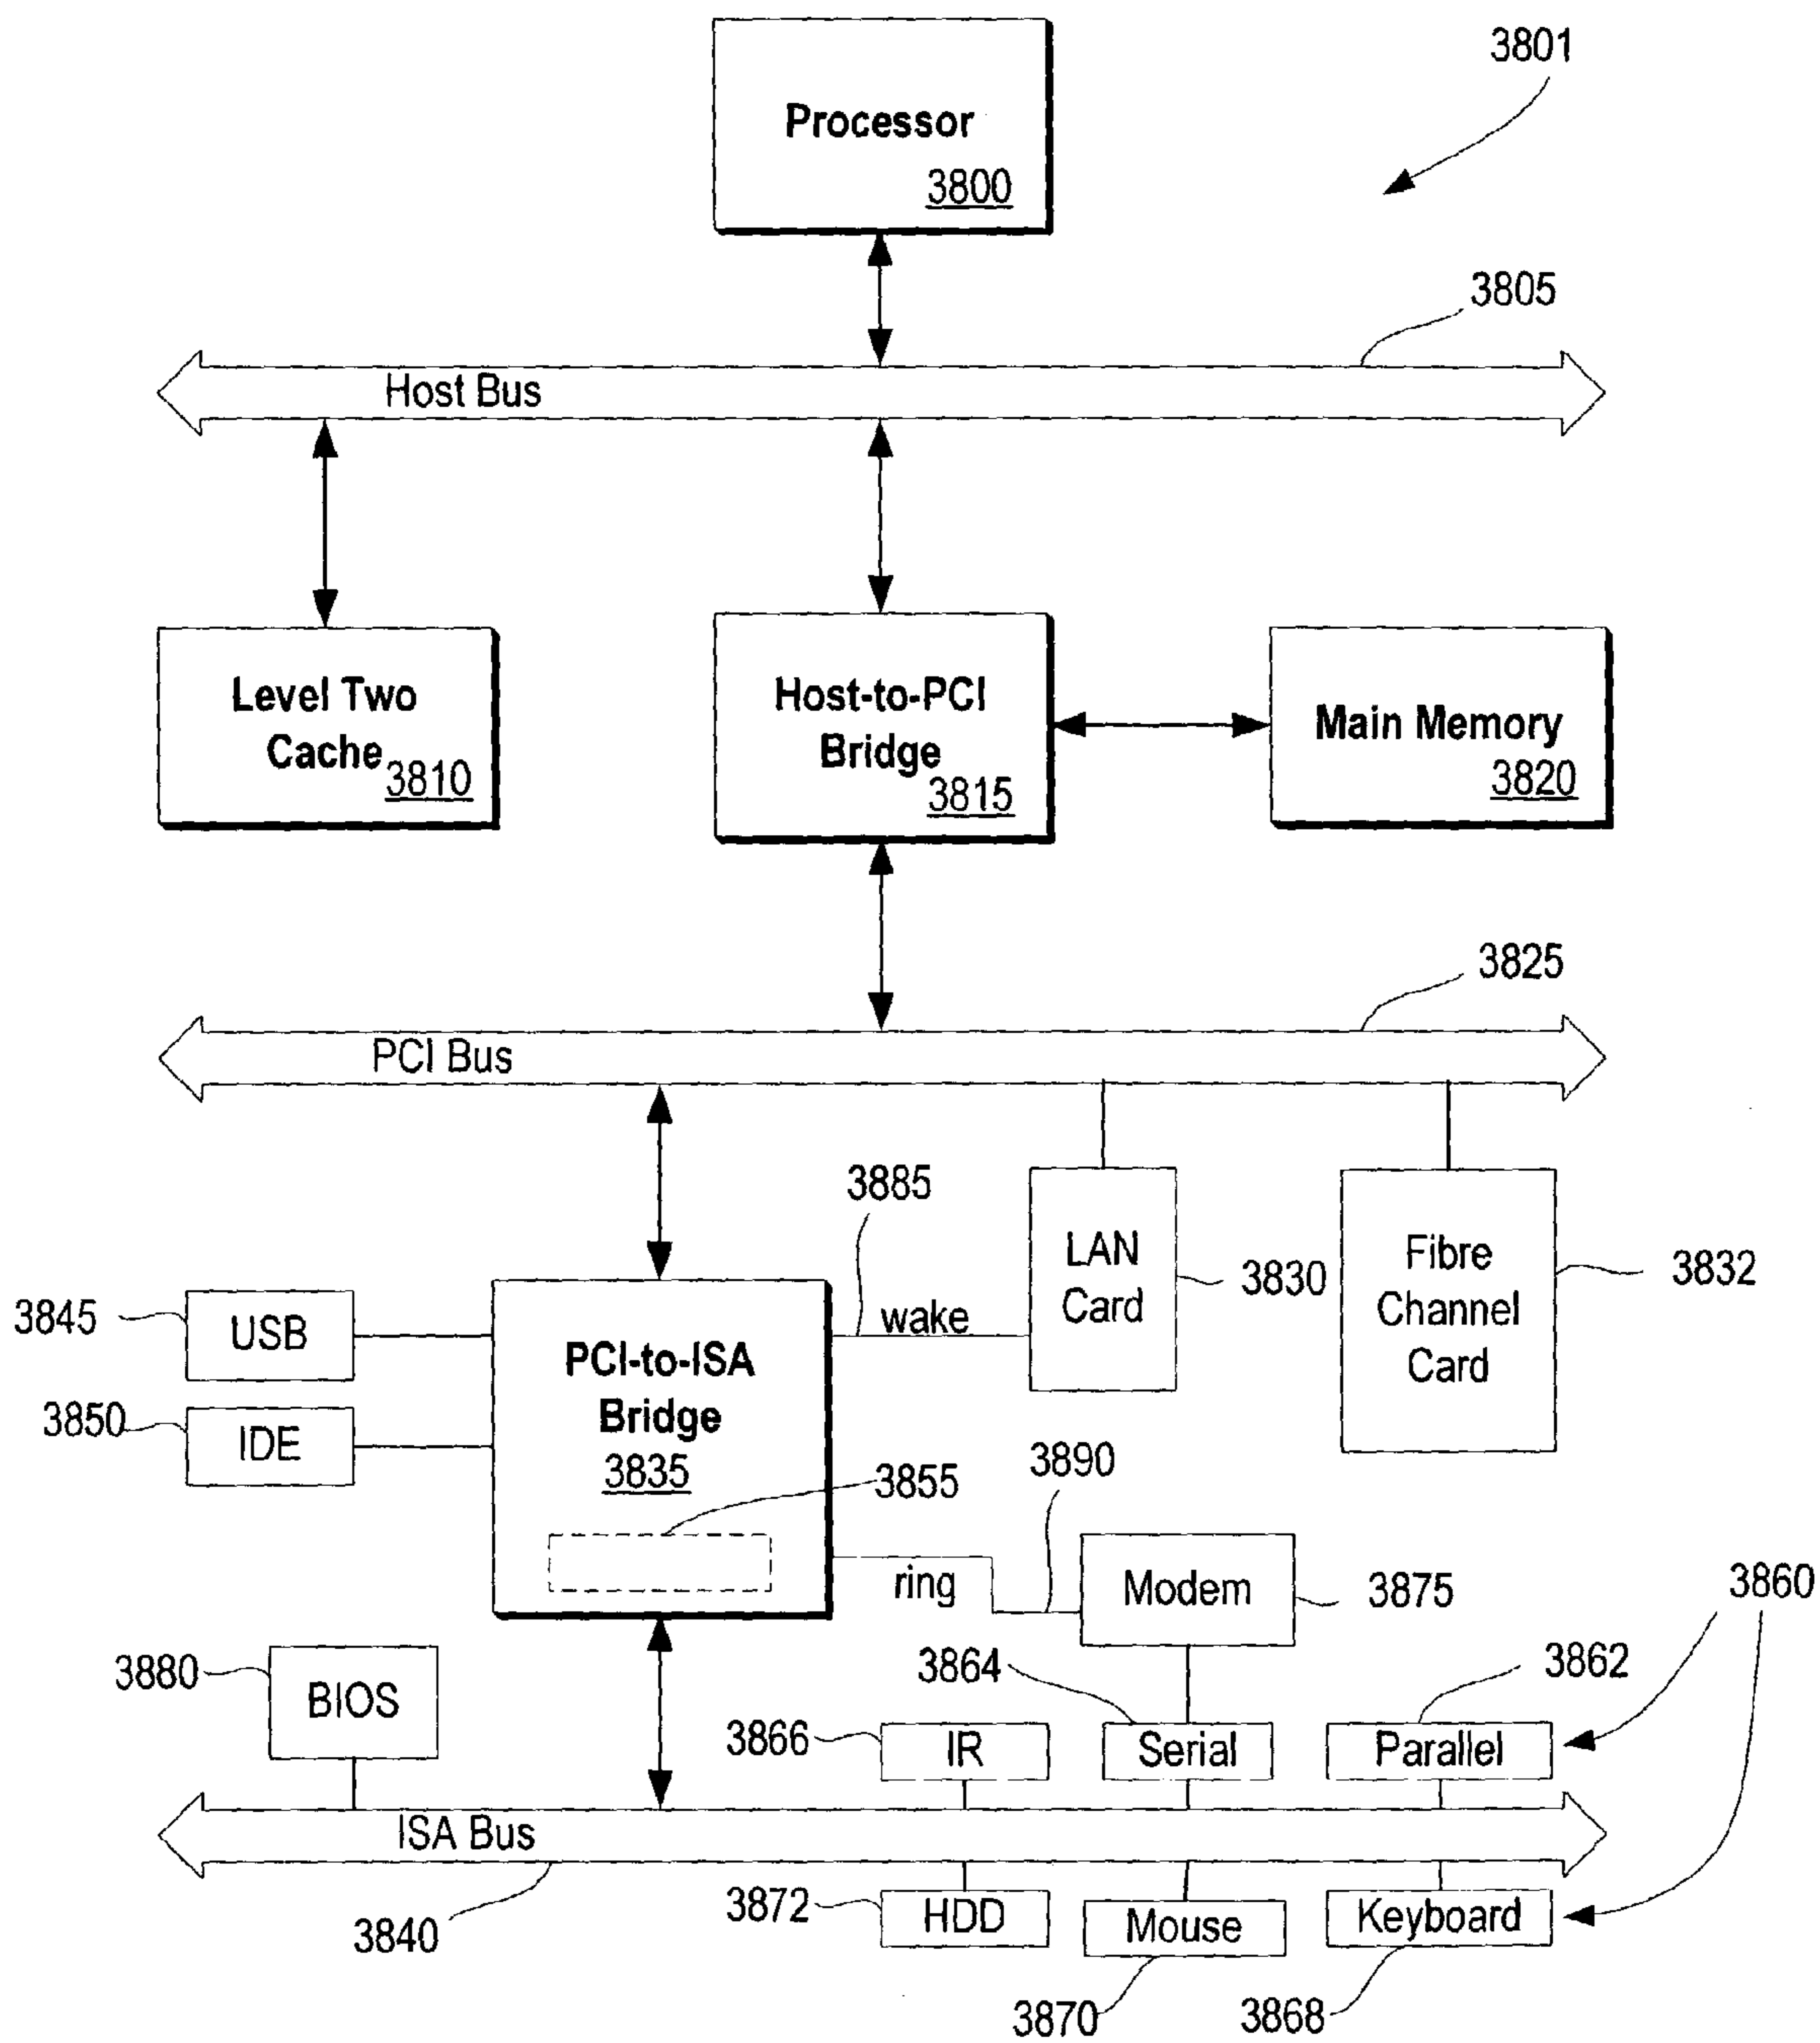 3801
Processor
3800
3805
Host Bus
Level Two
Cache
3810
Host-to-PCI
Bridge
3815
Main Memory
3820
3825
PCI Bus
3885
LAN
Card
3830
Fibre
Channel
Card
3832
3845
USB
wake
PCI-to-ISA
Bridge
3835
3850
IDE
3855
3890
ring
Modem
3875
3860
3880
BIOS
3864
3862
3866
IR
Serial
Parallel
ISA Bus
3840
3872
HDD
Mouse
Keyboard
3870
3868